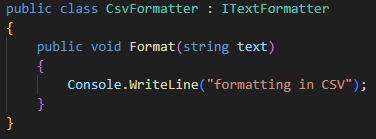 public class CsvFormatter : ITextFormatter
{
    public void Format(string text)
    {
        Console.WriteLine("formatting in CSV");
    }
}